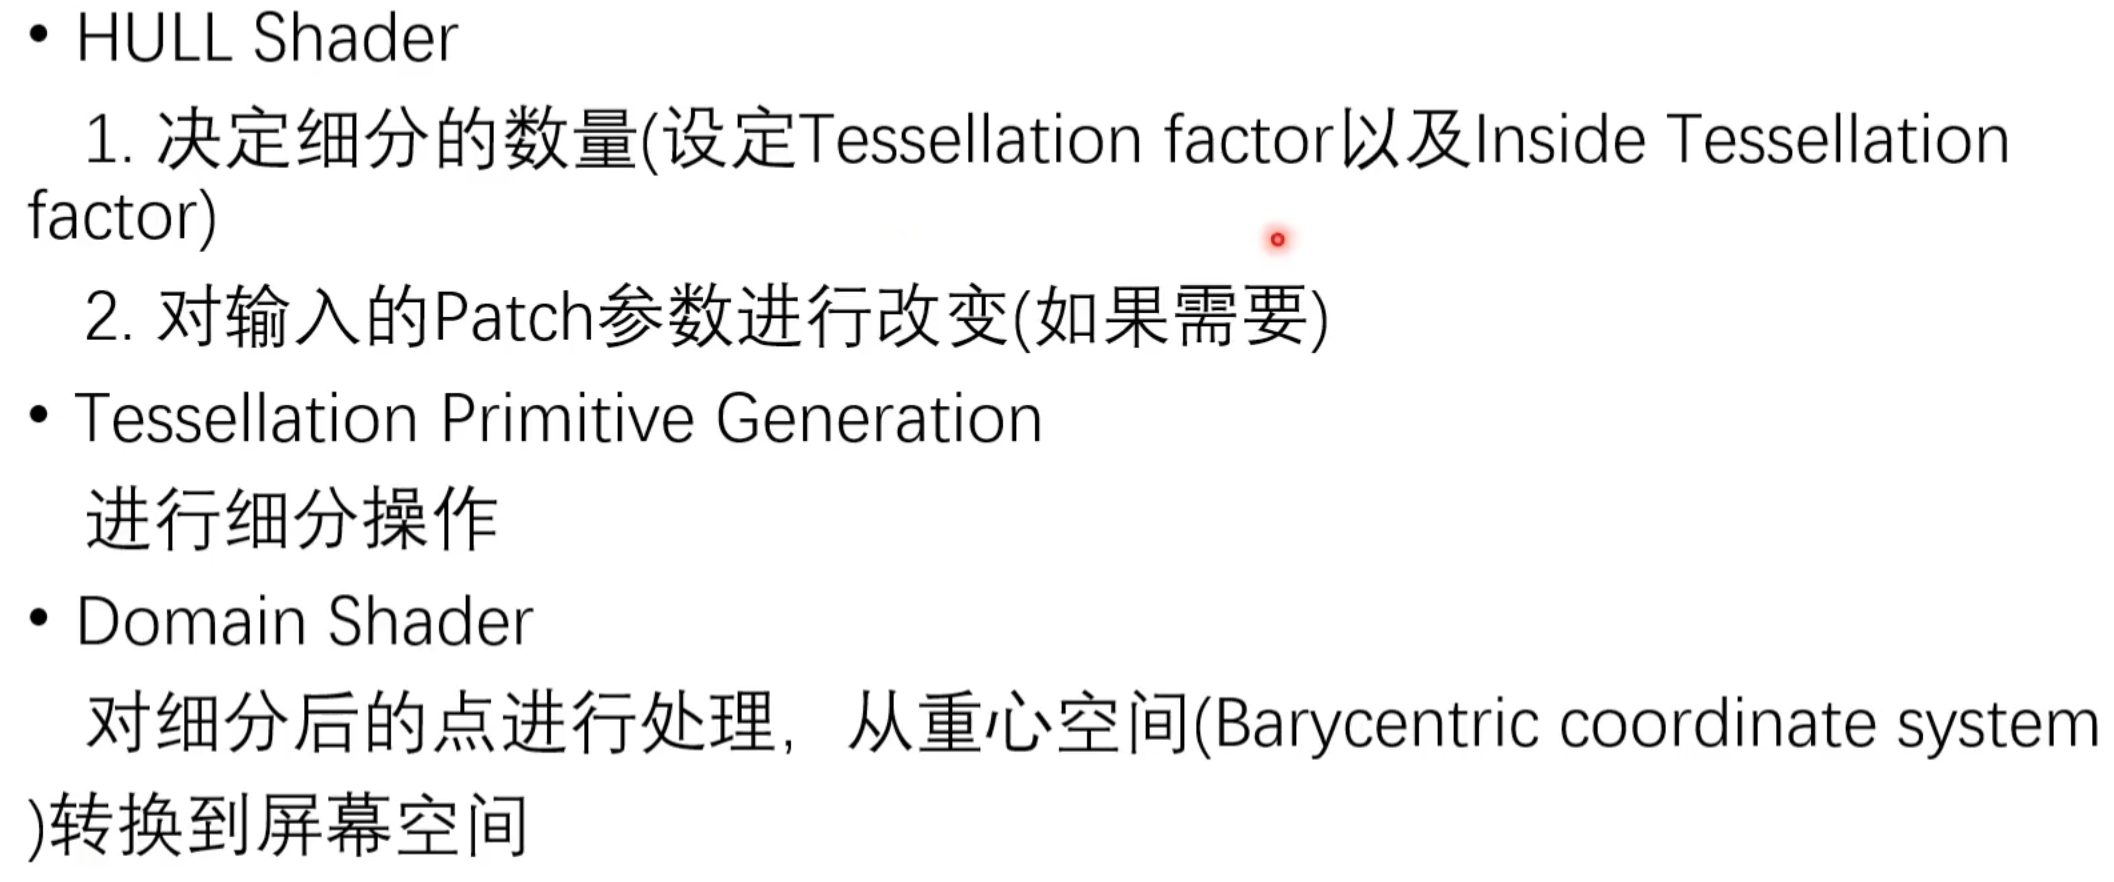 • HULL Shader
1. 决定细分的数量(设定Tessellation factor以及Inside Tessellation
factor)
2. 对输入的Patch参数进行改变(如果需要)
• Tessellation Primitive Generation
进行细分操作
• Domain Shader
对细分后的点进行处理，从重心空间(Barycentric coordinate system
)转换到屏幕空间